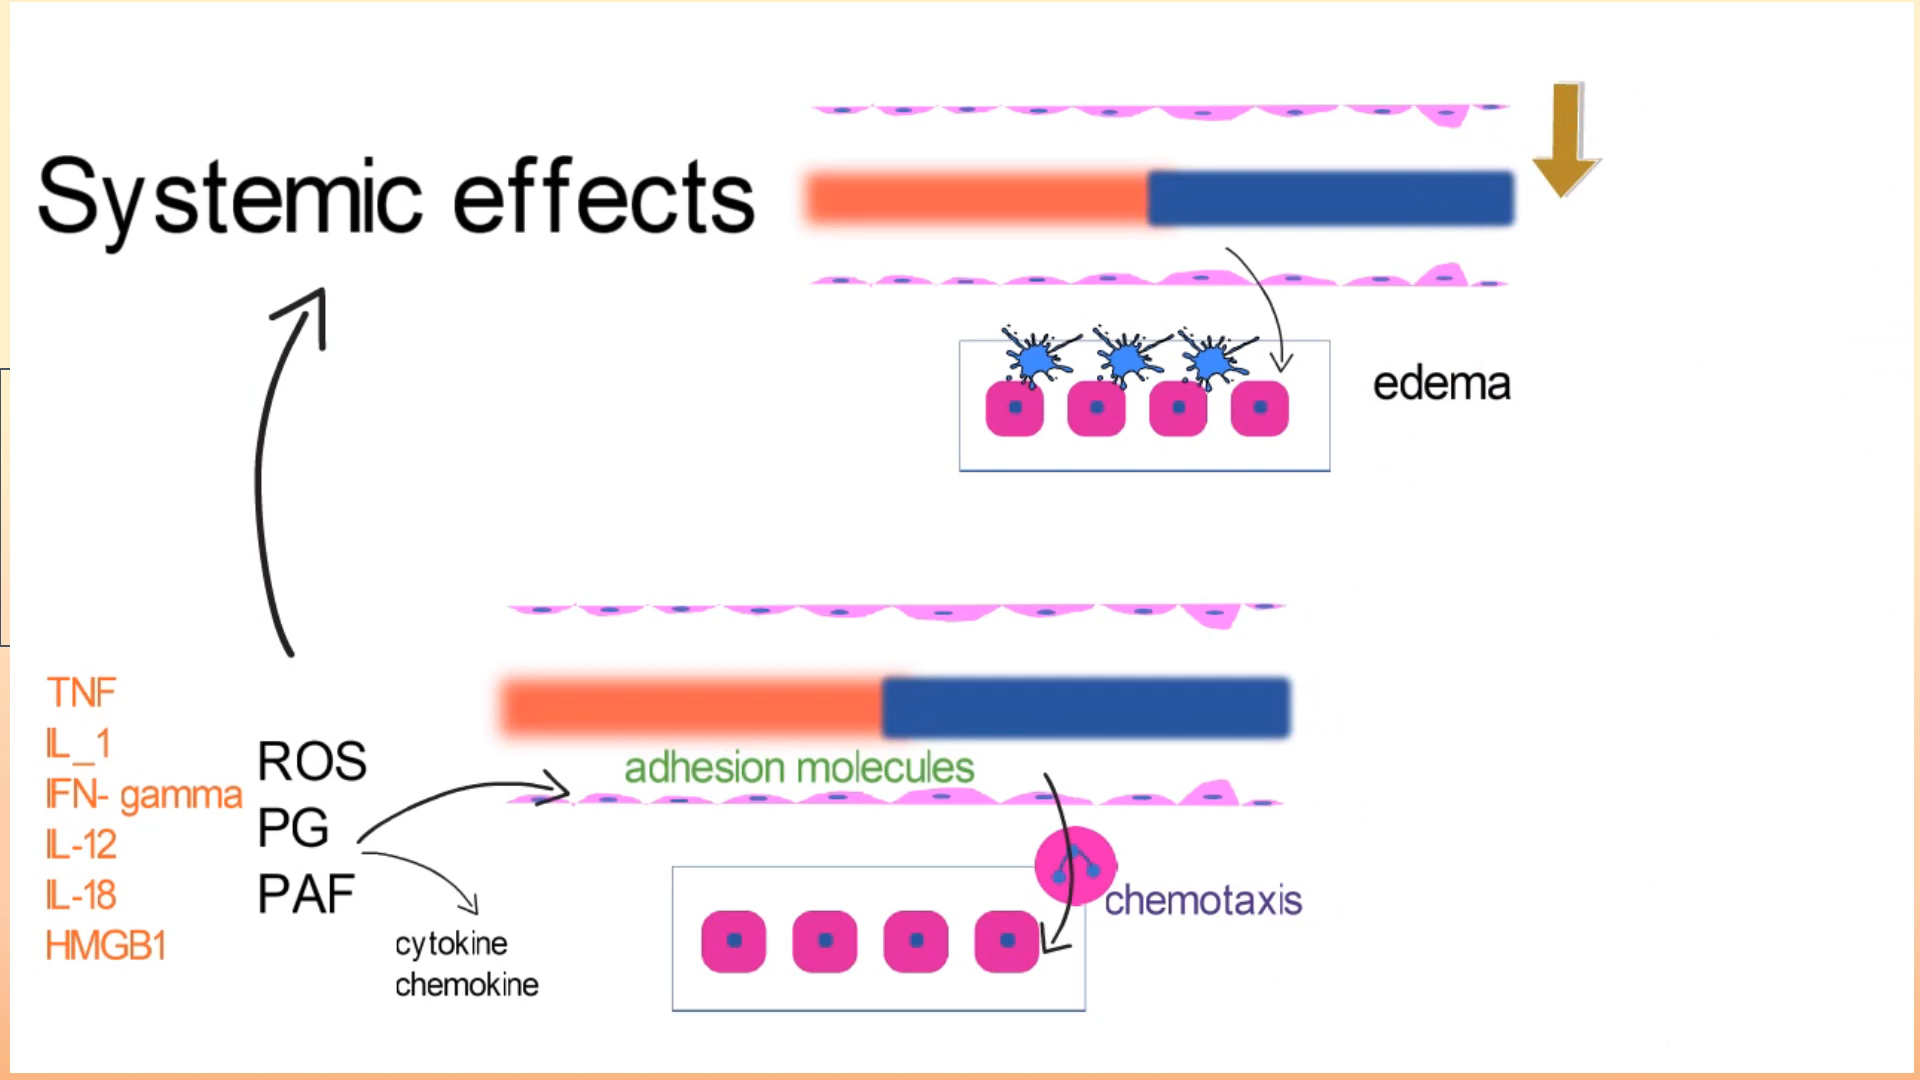 Systemic effects
edema
TNF
IL_1
IFN- gamma
IL-12
IL-18
HMGB1
ROS
PG
PAF
adhesion molecules
chemotaxis
cytokine
chemokine